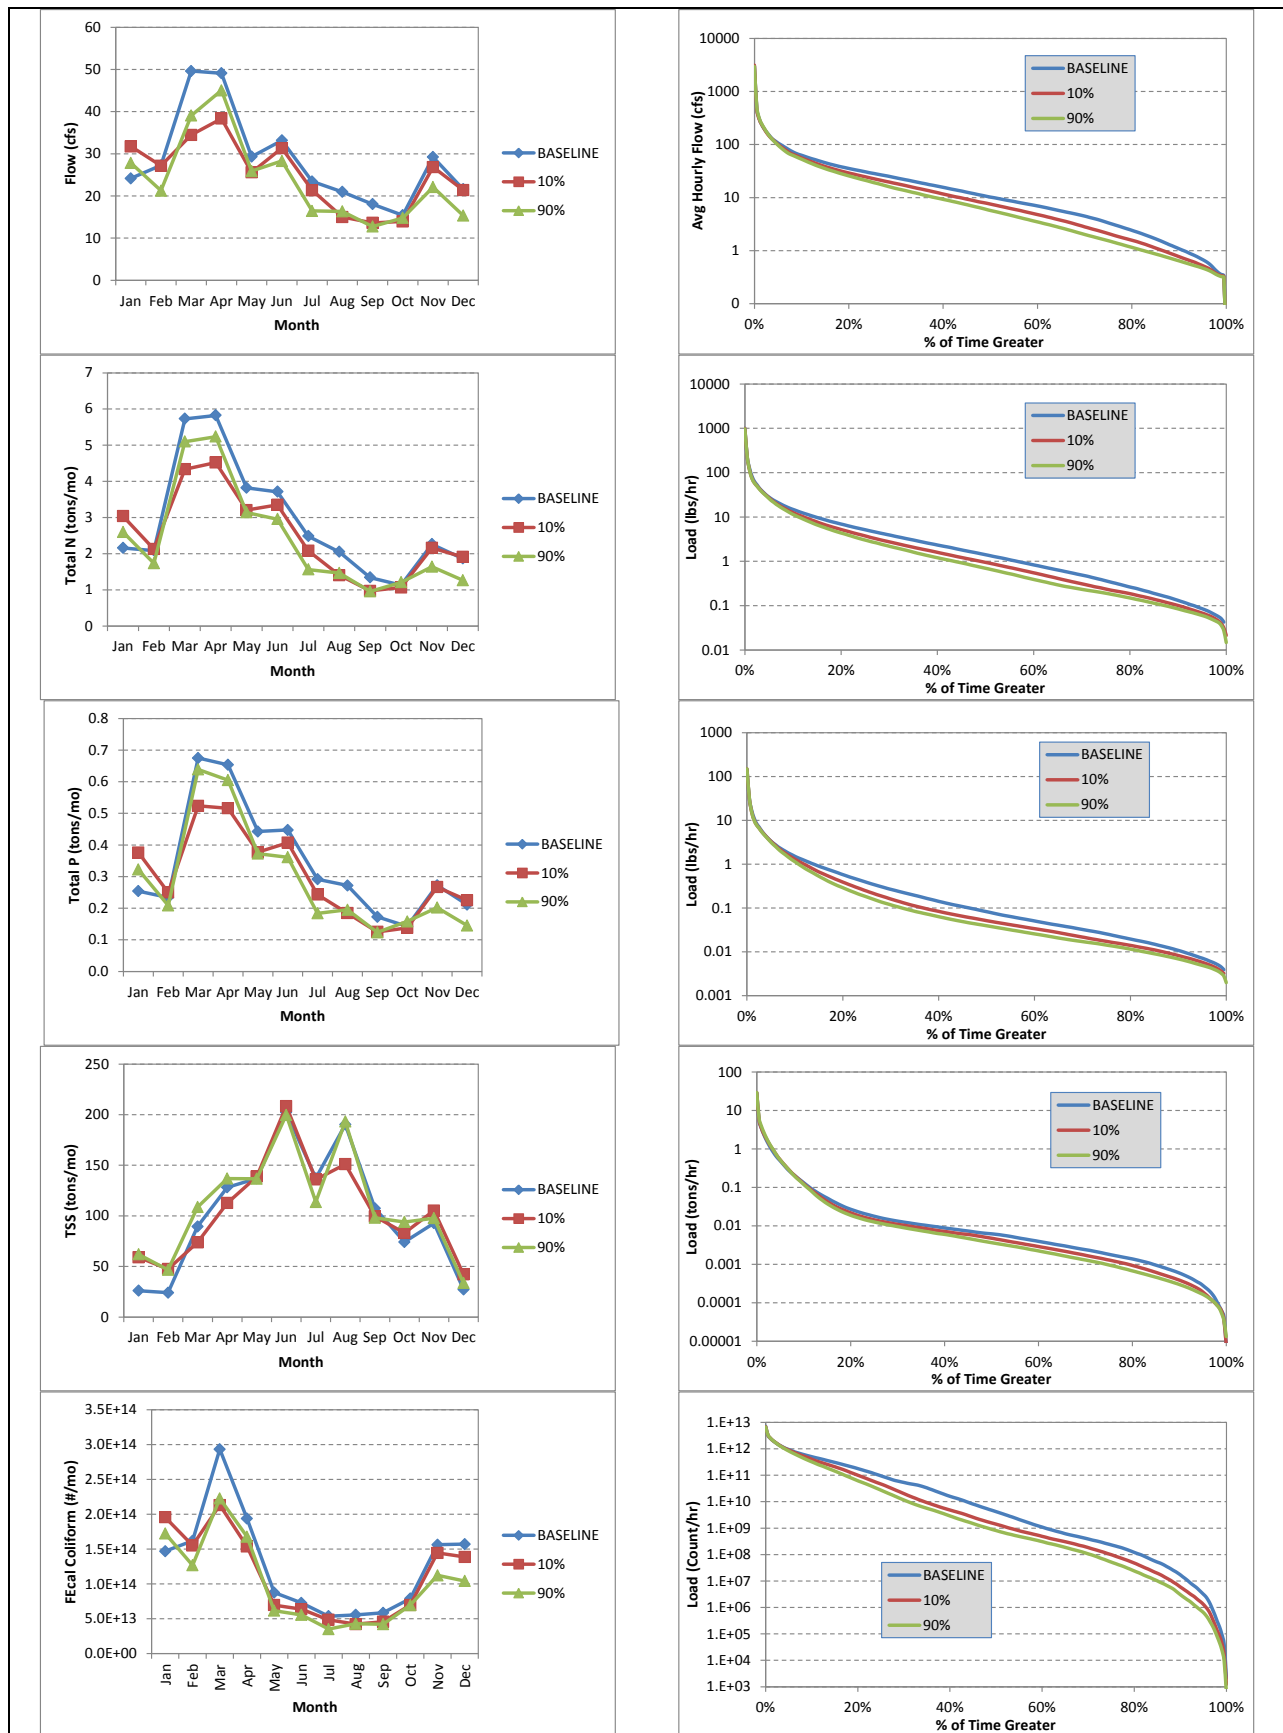 60
50
40
30
20
10
0
Flow (cfs)
Jan Feb Mar Apr May Jun Jul Aug Sep Oct Nov Dec
Month
BASELINE
10%
90%
10000
1000
100
10
1
0
Avg Hourly Flow (cfs)
0% 20% 40% 60% 80% 100%
% of Time Greater
BASELINE
10%
90%
7
6
5
4
3
2
1
0
Total N (tons/mo)
Jan Feb Mar Apr May Jun Jul Aug Sep Oct Nov Dec
Month
BASELINE
10%
90%
10000
1000
100
10
1
0.1
0.01
Load (lbs/hr)
0% 20% 40% 60% 80% 100%
% of Time Greater
BASELINE
10%
90%
0.8
0.7
0.6
0.5
0.4
0.3
0.2
0.1
0.0
Total P (tons/mo)
Jan Feb Mar Apr May Jun Jul Aug Sep Oct Nov Dec
Month
BASELINE
10%
90%
1000
100
10
1
0.1
0.01
0.001
Load (lbs/hr)
0% 20% 40% 60% 80% 100%
% of Time Greater
BASELINE
10%
90%
250
200
150
100
50
0
TSS (tons/mo)
Jan Feb Mar Apr May Jun Jul Aug Sep Oct Nov Dec
Month
BASELINE
10%
90%
100
10
1
0.1
0.01
0.001
0.0001
0.00001
Load (tons/hr)
0% 20% 40% 60% 80% 100%
% of Time Greater
BASELINE
10%
90%
3.5E+14
3.0E+14
2.5E+14
2.0E+14
1.5E+14
1.0E+14
5.0E+13
0.0E+00
FEcal Coliform (#/mo)
Jan Feb Mar Apr May Jun Jul Aug Sep Oct Nov Dec
Month
BASELINE
10%
90%
1.E+13
1.E+12
1.E+11
1.E+10
1.E+09
1.E+08
1.E+07
1.E+06
1.E+05
1.E+04
1.E+03
Load (Count/hr)
0% 20% 40% 60% 80% 100%
% of Time Greater
BASELINE
10%
90%